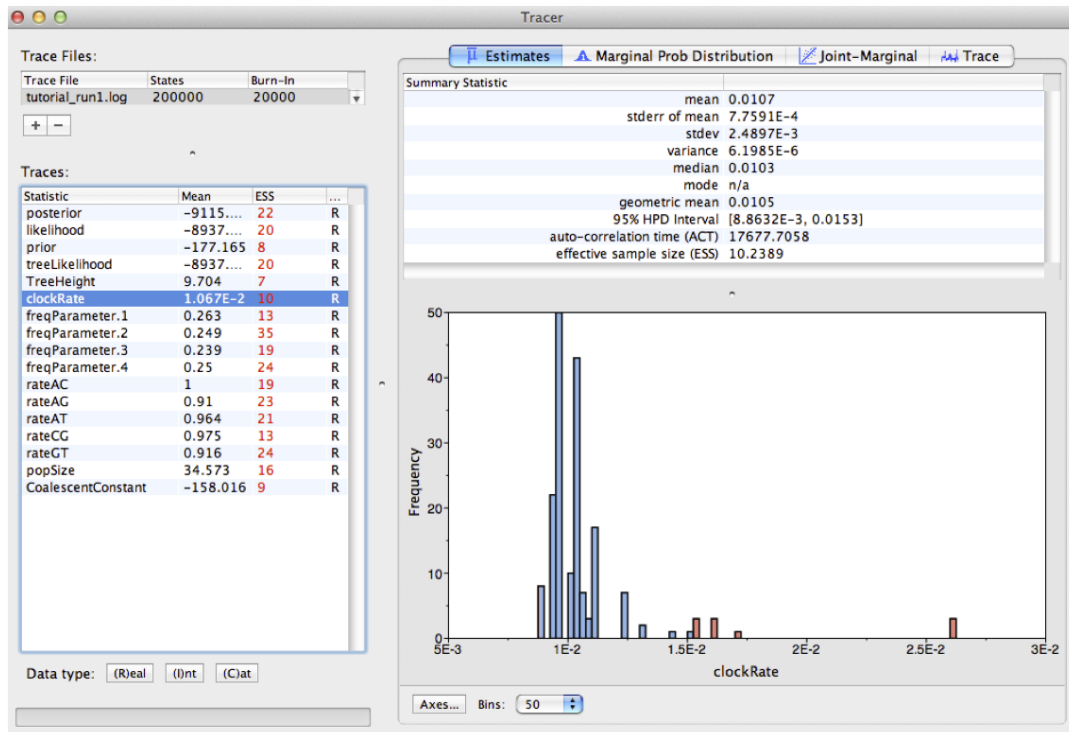 Tracer
Trace Files:
Trace File States Burn-In
tutorial_run1.log 200000 20000
+ −
Traces:
Statistic Mean ESS ...
posterior -9115.... 22 R
likelihood -8937.... 20 R
prior -177.165 8 R
treeLikelihood -8937.... 20 R
TreeHeight 9.704 7 R
clockRate 1.067E-2 10 R
freqParameter.1 0.263 13 R
freqParameter.2 0.249 35 R
freqParameter.3 0.239 19 R
freqParameter.4 0.25 24 R
rateAC 1 19 R
rateAG 0.91 23 R
rateAT 0.964 21 R
rateCG 0.975 13 R
rateGT 0.916 24 R
popSize 34.573 16 R
CoalescentConstant -158.016 9 R
Data type: (R)eal (I)nt (C)at
Estimates Marginal Prob Distribution Joint-Marginal Trace
Summary Statistic
mean 0.0107
stderr of mean 7.7591E-4
stdev 2.4897E-3
variance 6.1985E-6
median 0.0103
mode n/a
geometric mean 0.0105
95% HPD Interval [8.8632E-3, 0.0153]
auto-correlation time (ACT) 17677.7058
effective sample size (ESS) 10.2389
50
40
30
20
10
0
Frequency
5E-3 1E-2 1.5E-2 2E-2 2.5E-2 3E-2
clockRate
Axes... Bins: 50